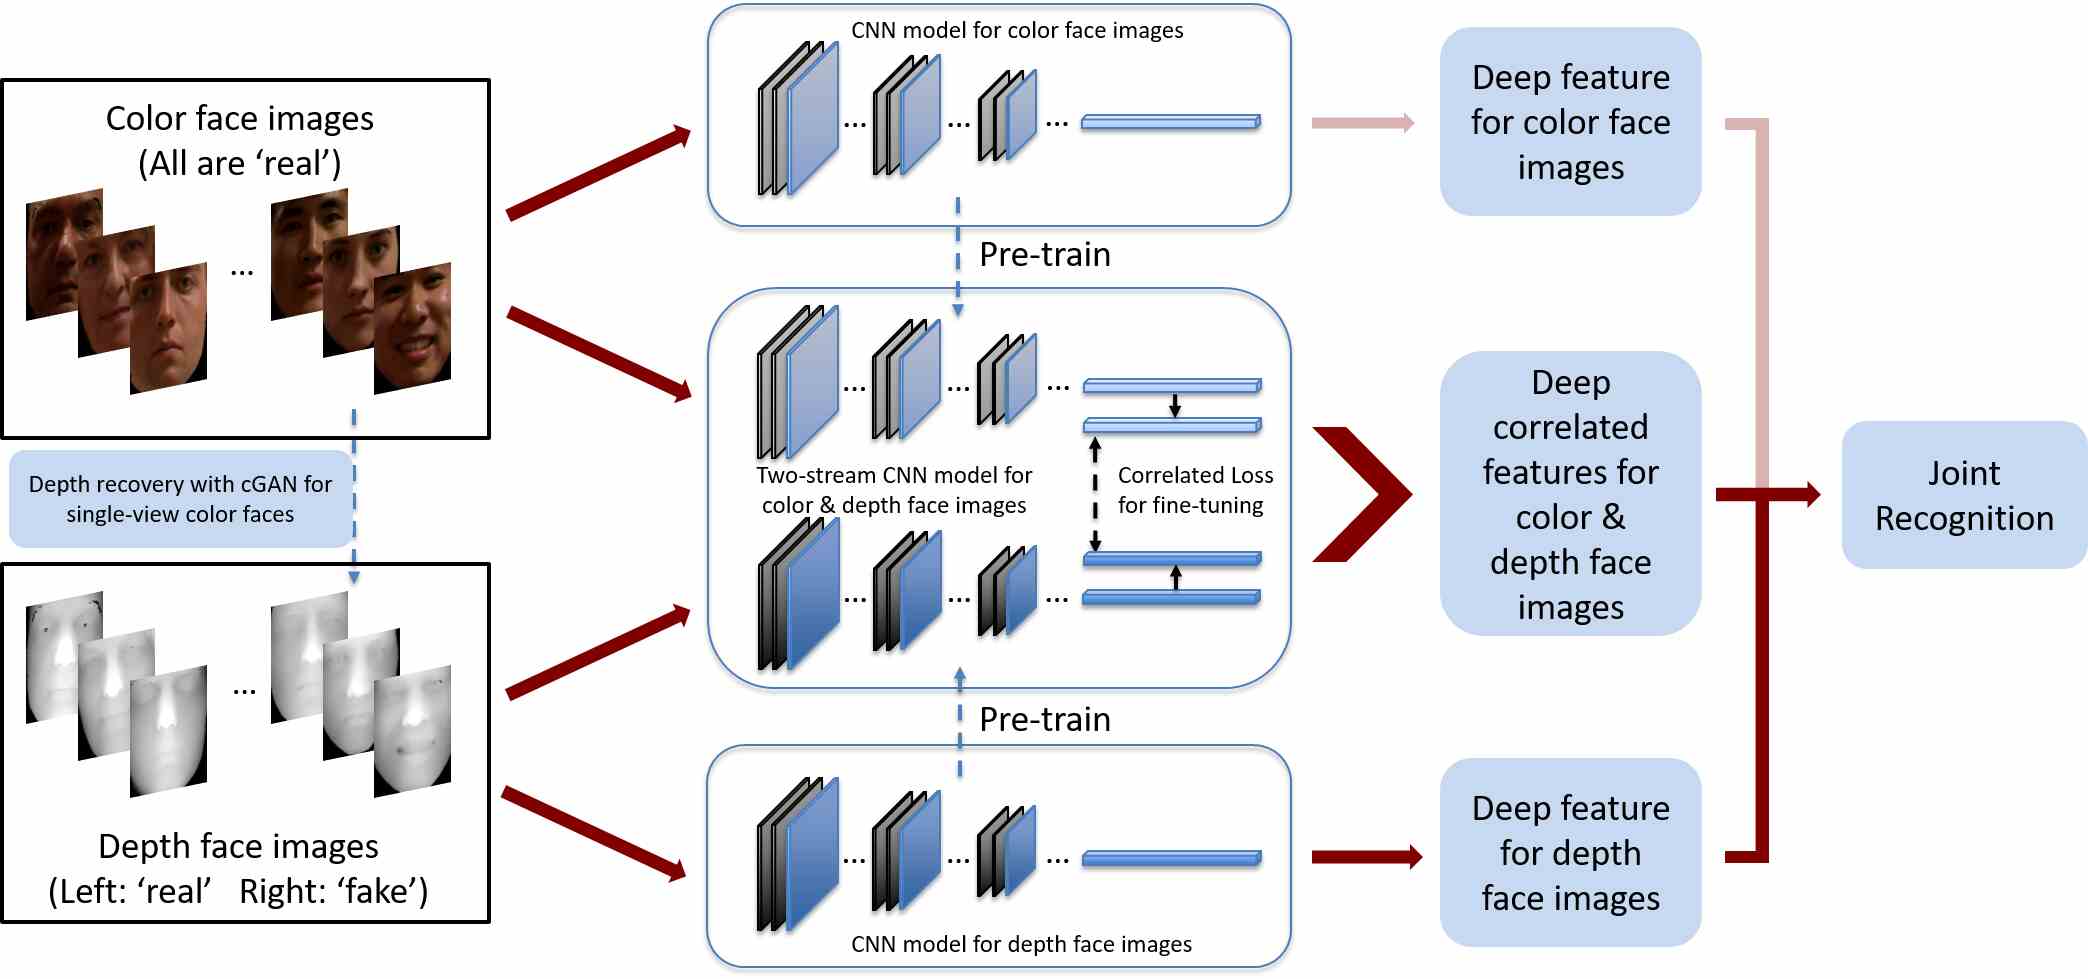 Color face images
(All are ‘real’)
...
Depth recovery with cGAN for
single-view color faces
...
Depth face images
(Left: ‘real’ Right: ‘fake’)
CNN model for color face images
... ... ...
Pre-train
... ... ...
Two-stream CNN model for
color & depth face images
Correlated Loss
for fine-tuning
... ... ...
Pre-train
... ... ...
CNN model for depth face images
Deep feature
for color face
images
Deep
correlated
features for
color &
depth face
images
Deep feature
for depth
face images
Joint
Recognition